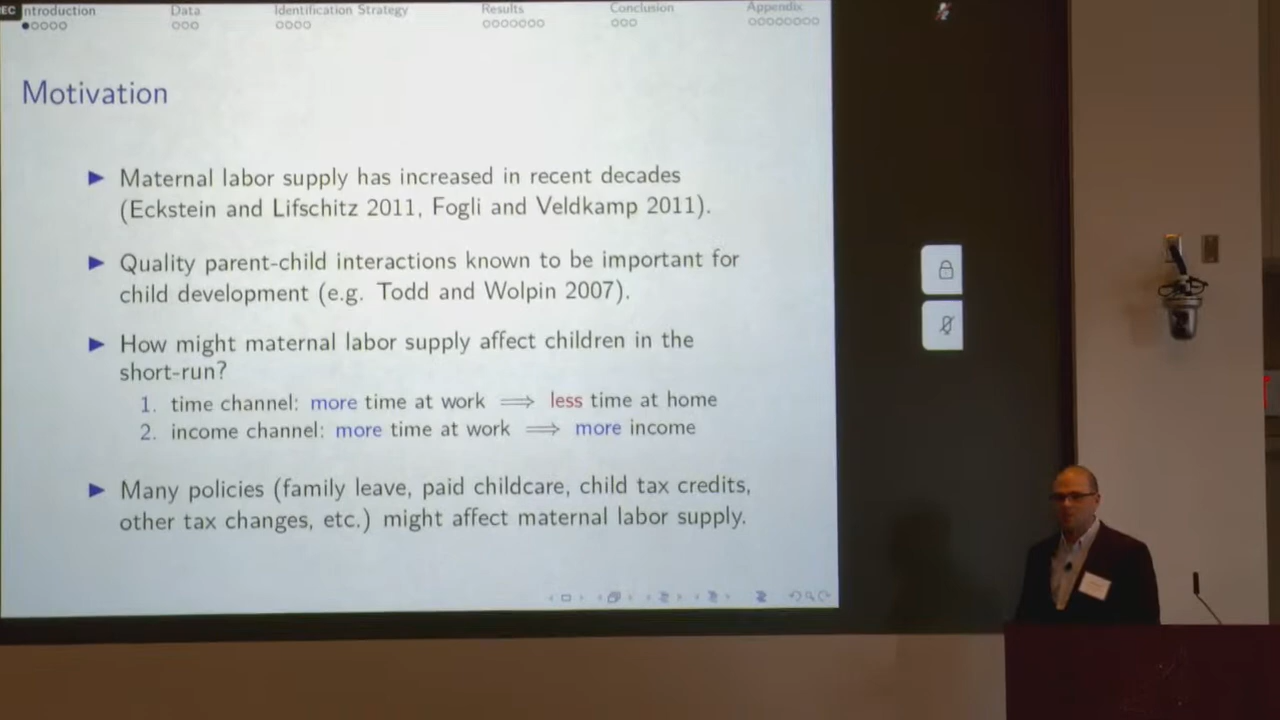 EC ntroduction Data Identification Strategy Results Conclusion Appendix
Motivation
▶ Maternal labor supply has increased in recent decades
(Eckstein and Lifschitz 2011, Fogli and Veldkamp 2011).
▶ Quality parent-child interactions known to be important for
child development (e.g. Todd and Wolpin 2007).
▶ How might maternal labor supply affect children in the
short-run?
1. time channel: more time at work ⟹ less time at home
2. income channel: more time at work ⟹ more income
▶ Many policies (family leave, paid childcare, child tax credits,
other tax changes, etc.) might affect maternal labor supply.